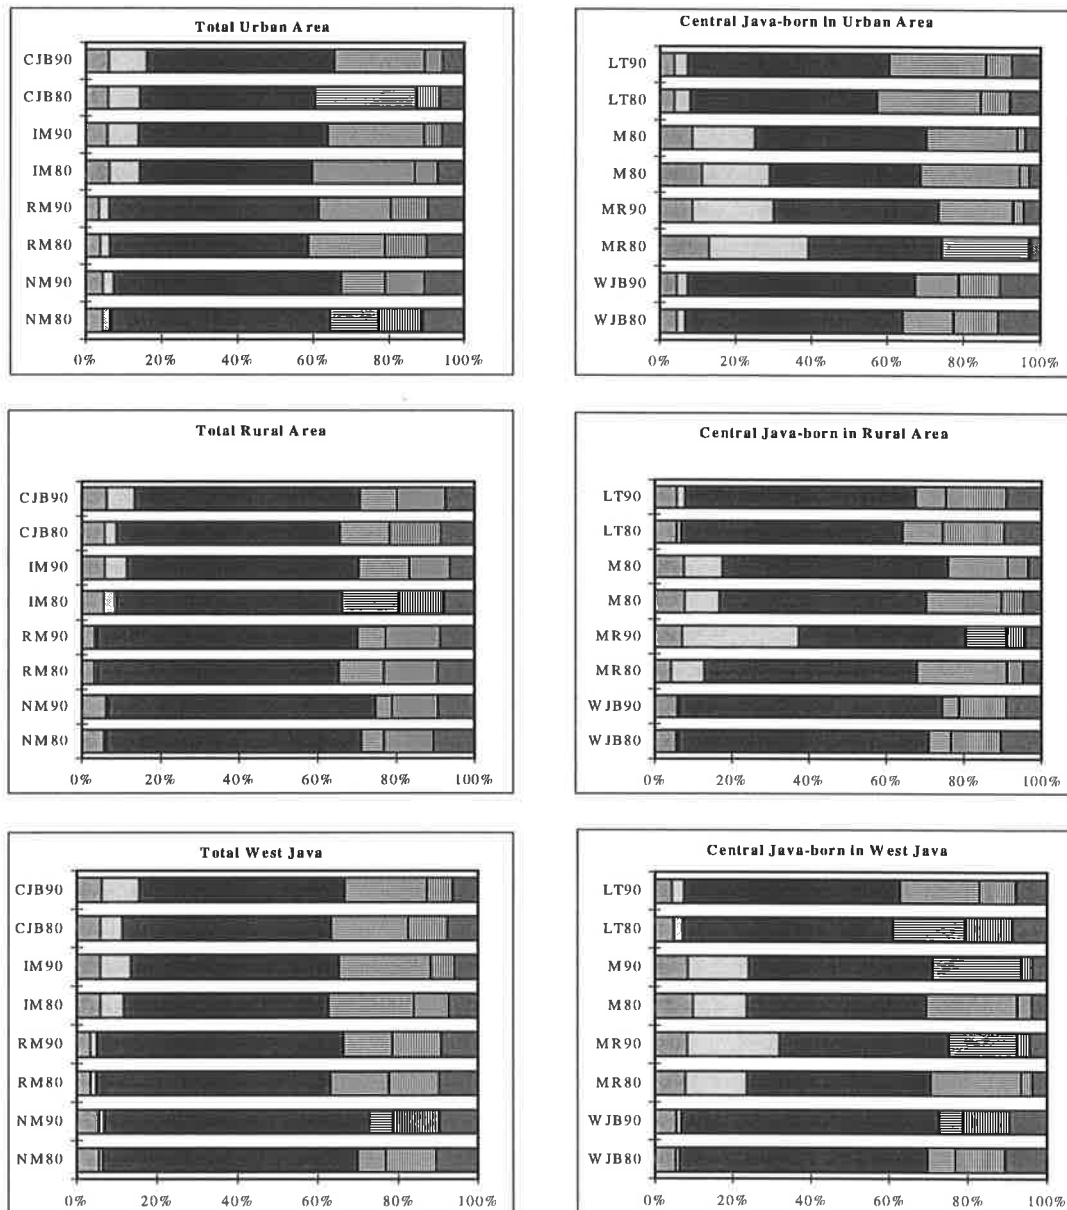 Total Urban Area
CJB90
CJB80
IM90
IM80
RM90
RM80
NM90
NM80
0% 20% 40% 60% 80% 100%
Central Java-born in Urban Area
LT90
LT80
M80
M80
MR90
MR80
WJB90
WJB80
0% 20% 40% 60% 80% 100%
Total Rural Area
CJB90
CJB80
IM90
IM80
RM90
RM80
NM90
NM80
0% 20% 40% 60% 80% 100%
Central Java-born in Rural Area
LT90
LT80
M80
M80
MR90
MR80
WJB90
WJB80
0% 20% 40% 60% 80% 100%
Total West Java
CJB90
CJB80
IM90
IM80
RM90
RM80
NM90
NM80
0% 20% 40% 60% 80% 100%
Central Java-born in West Java
LT90
LT80
M90
M80
MR90
MR80
WJB90
WJB80
0% 20% 40% 60% 80% 100%